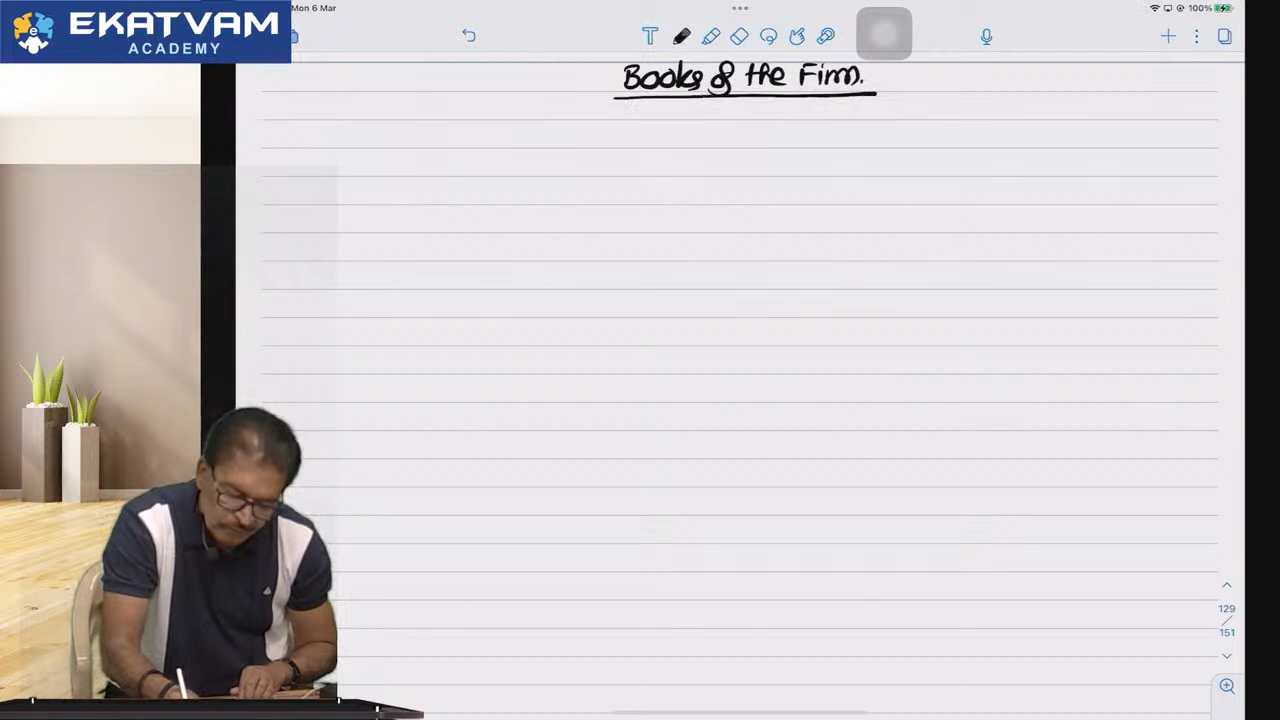 EKATVAM
ACADEMY
Mon 6 Mar
100%
Books of the Firm.
129
151